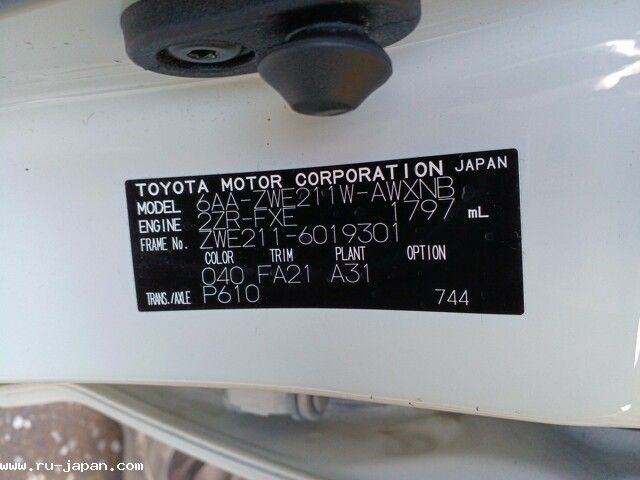 TOYOTA MOTOR CORPORATION JAPAN
MODEL 6AA-ZWE211W-AWXNB
ENGINE 2ZR-FXE 1797 mL
FRAME No. ZWE211-6019301
COLOR TRIM PLANT OPTION
040 FA21 A31
TRANS./AXLE P610 744
www.ru-japan.com